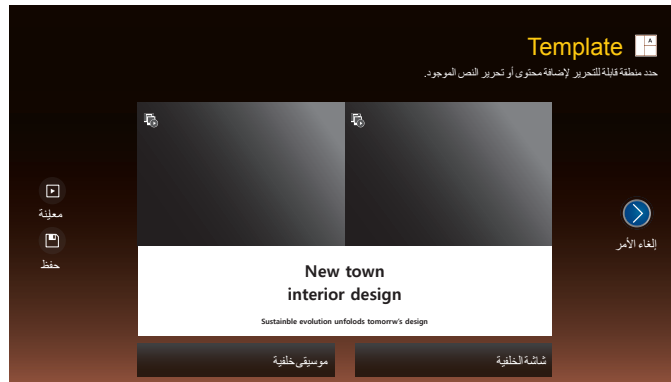 Template
حدد منطقة قابلة للتحرير لإضافة محتوى أو تحرير النص الموجود.
إلغاء الأمر
معاينة
حفظ
New town
interior design
Sustainble evolution unfolods tomorrw's design
شاشة الخلفية
موسيقى خلفية